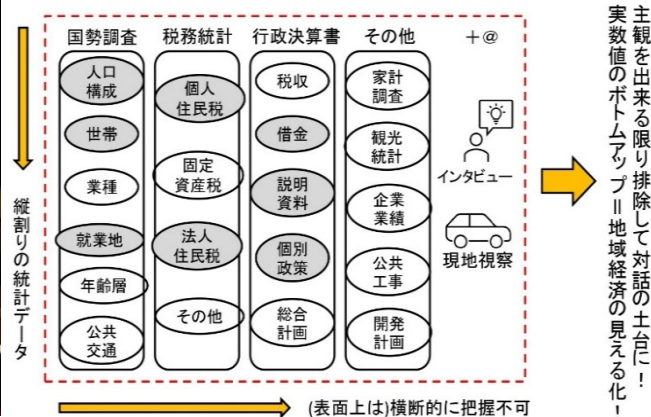 国勢調査
税務統計
行政決算書
その他
+@
人口
構成
世帯
業種
就業地
年齢層
公共
交通
個人
住民税
固定
資産税
法人
住民税
その他
税収
借金
説明
資料
個別
政策
総合
計画
家計
調査
観光
統計
企業
業績
公共
工事
開発
計画
インタビュー
現地視察
縦割りの統計データ
(表面上は)横断的に把握不可
主観を出来る限り排除して対話の土台に!
実数値のボトムアップ=地域経済の見える化!